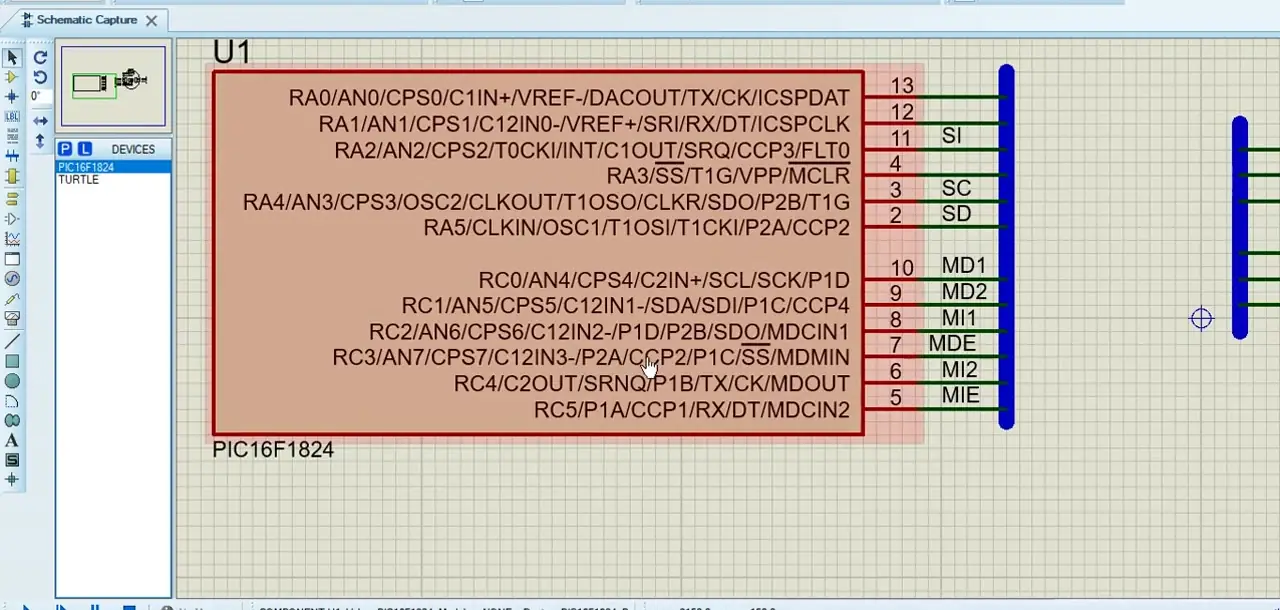 Schematic Capture
U1
0°
LBL
P L DEVICES
PIC16F1824
TURTLE
RA0/AN0/CPS0/C1IN+/VREF-/DACOUT/TX/CK/ICSPDAT 13
RA1/AN1/CPS1/C12IN0-/VREF+/SRI/RX/DT/ICSPCLK 12
RA2/AN2/CPS2/T0CKI/INT/C1OUT/SRQ/CCP3/FLT0 11 SI
RA3/SS/T1G/VPP/MCLR 4
RA4/AN3/CPS3/OSC2/CLKOUT/T1OSO/CLKR/SDO/P2B/T1G 3 SC
RA5/CLKIN/OSC1/T1OSI/T1CKI/P2A/CCP2 2 SD
RC0/AN4/CPS4/C2IN+/SCL/SCK/P1D 10 MD1
RC1/AN5/CPS5/C12IN1-/SDA/SDI/P1C/CCP4 9 MD2
RC2/AN6/CPS6/C12IN2-/P1D/P2B/SDO/MDCIN1 8 MI1
RC3/AN7/CPS7/C12IN3-/P2A/CCP2/P1C/SS/MDMIN 7 MDE
RC4/C2OUT/SRNQ/P1B/TX/CK/MDOUT 6 MI2
RC5/P1A/CCP1/RX/DT/MDCIN2 5 MIE
PIC16F1824
A
S